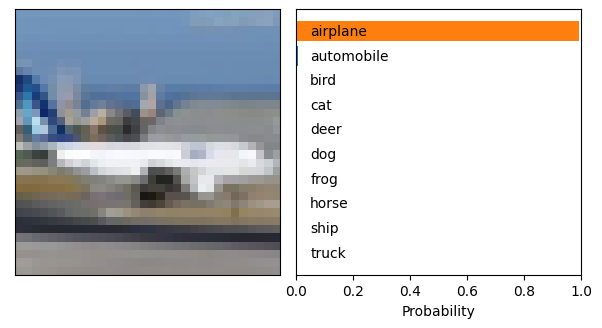 airplane
automobile
bird
cat
deer
dog
frog
horse
ship
truck
0.0 0.2 0.4 0.6 0.8 1.0
Probability